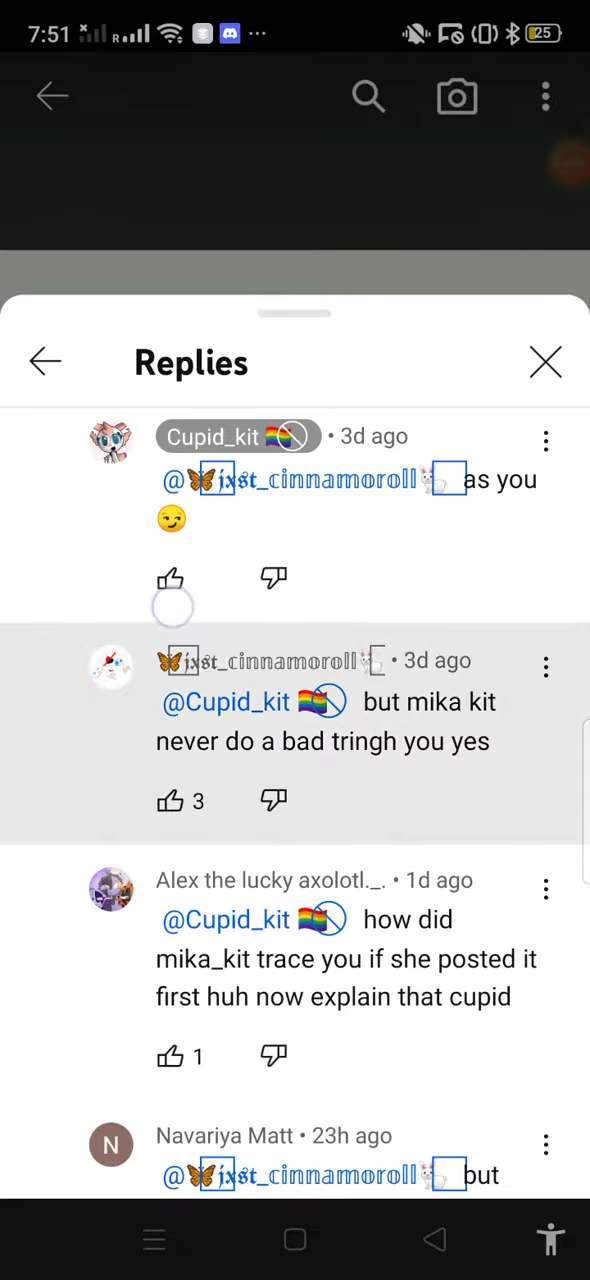 7:51 R ··· 25
Replies
Cupid_kit 🏳️‍🌈⃠ • 3d ago
@🦋𝖏𝖝𝖘𝖙_𝕔𝕚𝕟𝕟𝕒𝕞𝕠𝕣𝕠𝕝𝕝🐇 as you
😏
🦋𝖏𝖝𝖘𝖙_𝕔𝕚𝕟𝕟𝕒𝕞𝕠𝕣𝕠𝕝𝕝🐇 • 3d ago
@Cupid_kit 🏳️‍🌈⃠ but mika kit
never do a bad tringh you yes
3
Alex the lucky axolotl._. • 1d ago
@Cupid_kit 🏳️‍🌈⃠ how did
mika_kit trace you if she posted it
first huh now explain that cupid
1
N
Navariya Matt • 23h ago
@🦋𝖏𝖝𝖘𝖙_𝕔𝕚𝕟𝕟𝕒𝕞𝕠𝕣𝕠𝕝𝕝🐇 but